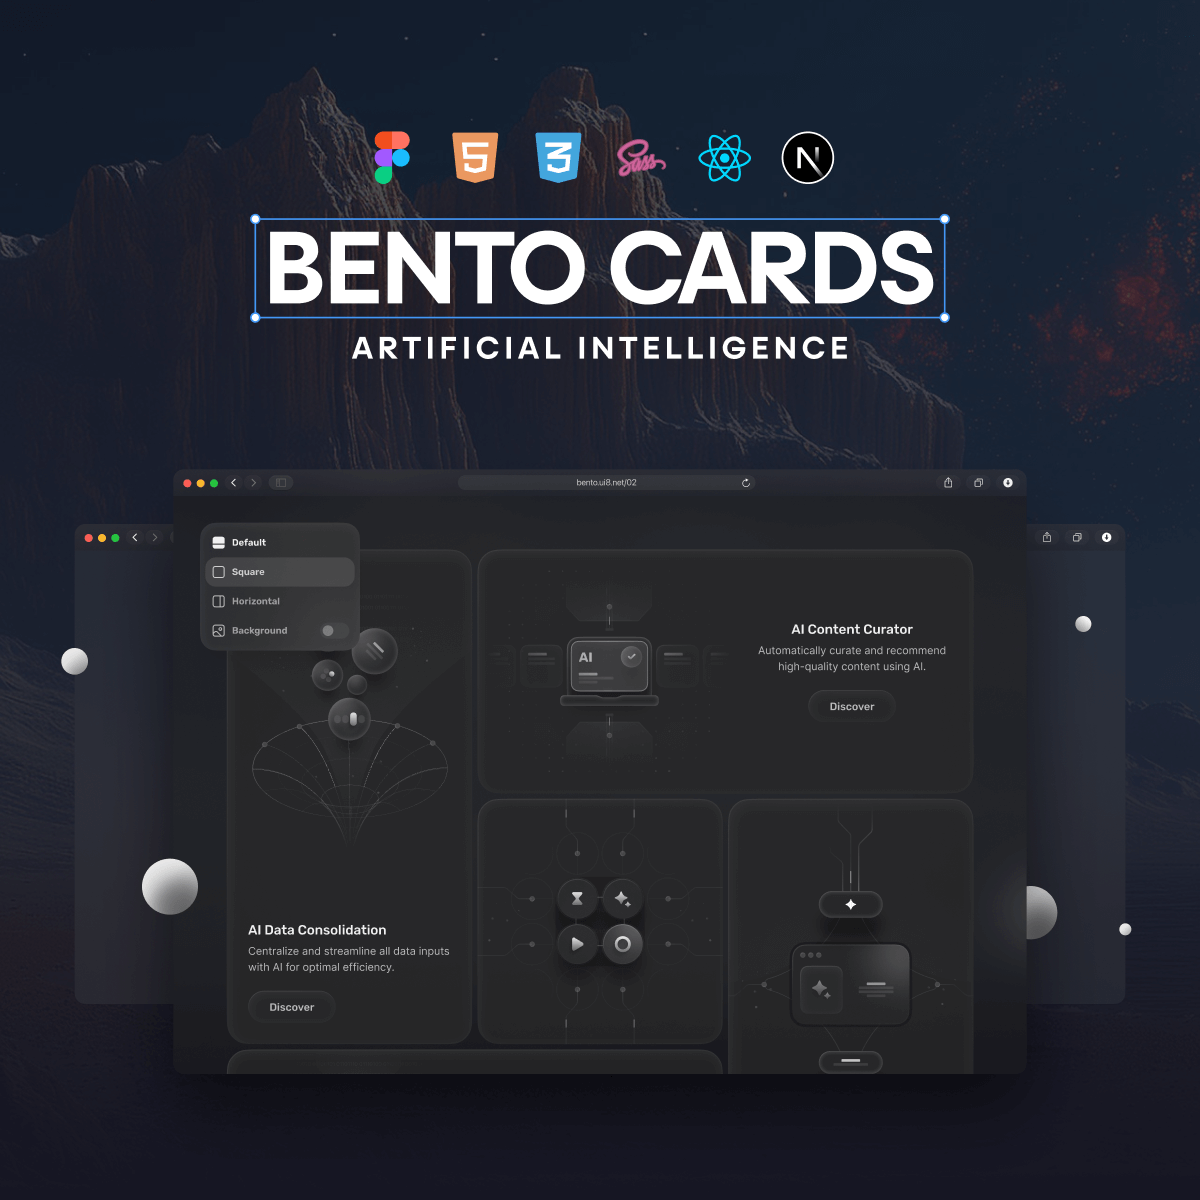 5
3
Sass
N
BENTO CARDS
ARTIFICIAL INTELLIGENCE
bento.ui8.net/02
Default
Square
Horizontal
Background
AI
AI Content Curator
Automatically curate and recommend
high-quality content using AI.
Discover
AI Data Consolidation
Centralize and streamline all data inputs
with AI for optimal efficiency.
Discover